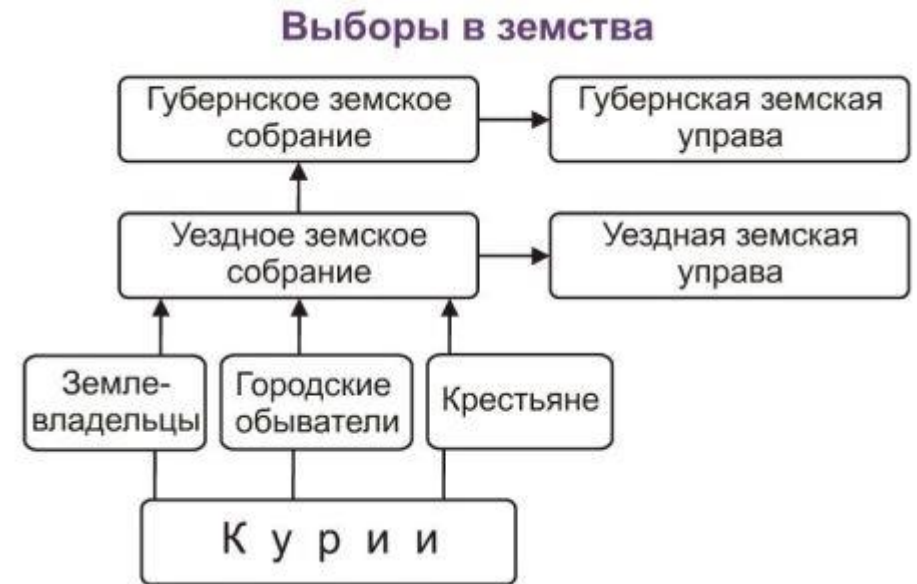 Выборы в земства
Губернское земское
собрание
Губернская земская
управа
Уездное земское
собрание
Уездная земская
управа
Земле-
владельцы
Городские
обыватели
Крестьяне
К у р и и